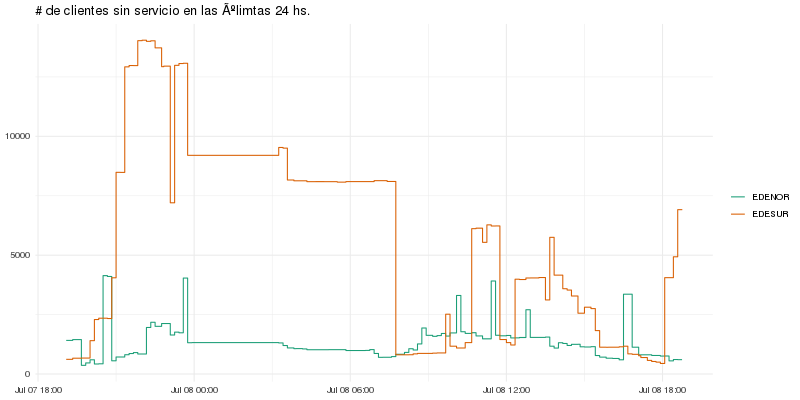 # de clientes sin servicio en las Ãºlimtas 24 hs.
10000
5000
0
Jul 07 18:00
Jul 08 00:00
Jul 08 06:00
Jul 08 12:00
Jul 08 18:00
EDENOR
EDESUR